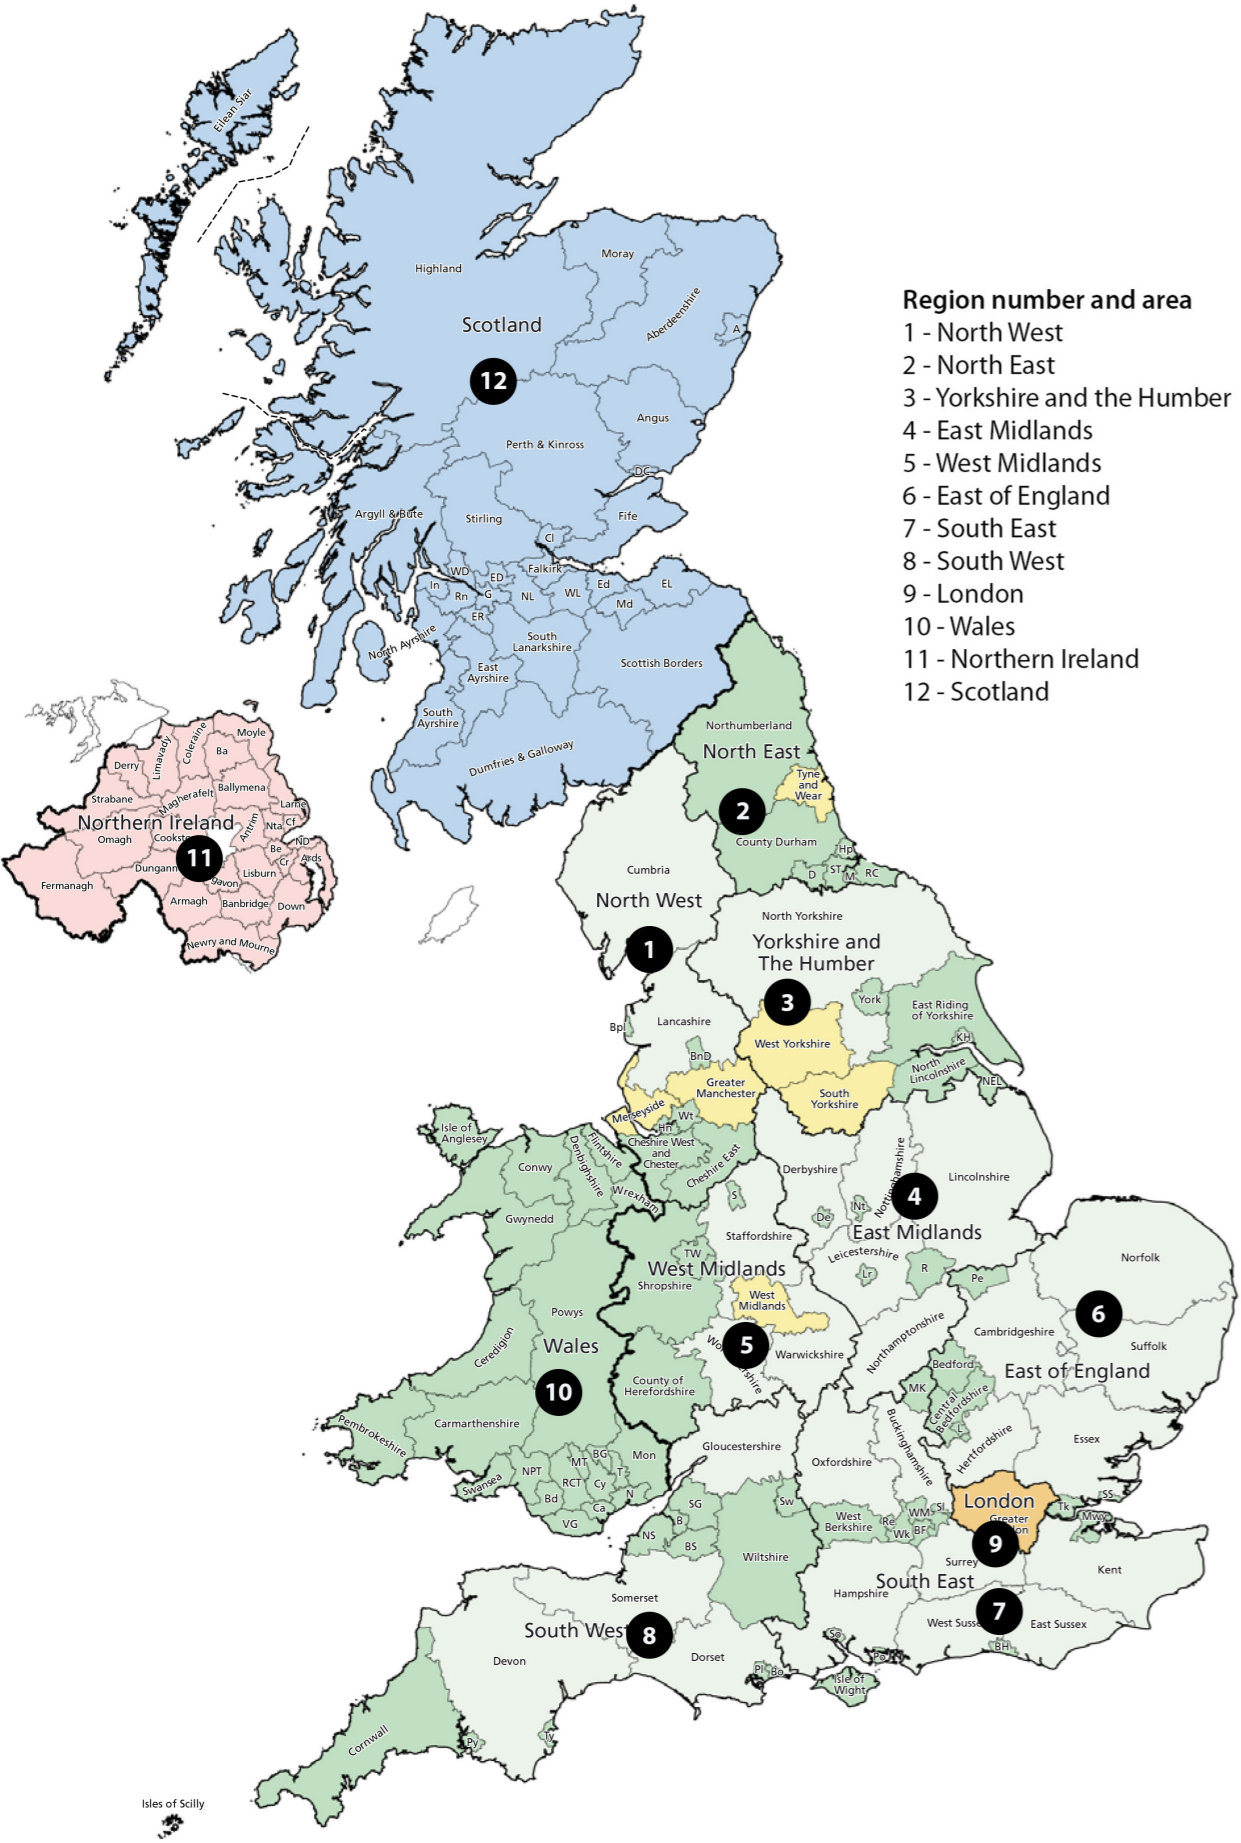 Eilean Siar
Highland
Moray
Aberdeenshire
A
Scotland
12
Angus
Perth & Kinross
DC
Argyll & Bute
Stirling
Fife
Cl
WD
ED
Falkirk
In
Rn
G
NL
WL
Ed
EL
Md
ER
North Ayrshire
South
Lanarkshire
East
Ayrshire
Scottish Borders
South
Ayrshire
Dumfries & Galloway
Region number and area
1 - North West
2 - North East
3 - Yorkshire and the Humber
4 - East Midlands
5 - West Midlands
6 - East of England
7 - South East
8 - South West
9 - London
10 - Wales
11 - Northern Ireland
12 - Scotland
Moyle
Coleraine
Limavady
Ba
Derry
Ballymena
Strabane
Magherafelt
Larne
Northern Ireland
Antrim
Nta
Cf
Omagh
Cookst
11
ND
Be
Cr
Ards
Dungann
gavon
Lisburn
Fermanagh
Armagh
Banbridge
Down
Newry and Mourne
Northumberland
North East
Tyne
and
Wear
2
County Durham
Hp
D
ST
M
RC
Cumbria
North West
1
North Yorkshire
Yorkshire and
The Humber
3
York
East Riding
of Yorkshire
Bpl
Lancashire
West Yorkshire
KH
BnD
North
Lincolnshire
NEL
Greater
Manchester
South
Yorkshire
Merseyside
Wt
Hn
Isle of
Anglesey
Flintshire
Denbighshire
Conwy
Wrexham
Gwynedd
Cheshire West
and
Chester
Cheshire East
Derbyshire
Nottinghamshire
Lincolnshire
4
S
De
Nt
East Midlands
Staffordshire
Leicestershire
TW
West Midlands
Shropshire
Lr
R
Pe
Norfolk
West
Midlands
6
Powys
Wales
Ceredigion
5
Wor
ershire
Warwickshire
Northamptonshire
Cambridgeshire
Suffolk
East of England
10
County of
Herefordshire
Bedford
MK
Central
Bedfordshire
L
Pembrokeshire
Carmarthenshire
Buckinghamshire
Hertfordshire
Essex
Gloucestershire
Oxfordshire
Mon
BG
MT
T
NPT
RCT
Cy
Swansea
Bd
N
Ca
VG
SG
B
NS
BS
Sw
Wiltshire
West
Berkshire
Re
WM
Sl
Wk
BF
London
Greater
on
9
Tk
SS
Mw
Surrey
Kent
South East
Hampshire
Somerset
South West
8
7
West Susse
East Sussex
BH
Devon
Dorset
Pl
Bo
So
Po
Isle of
Wight
Cornwall
Py
Ty
Isles of Scilly